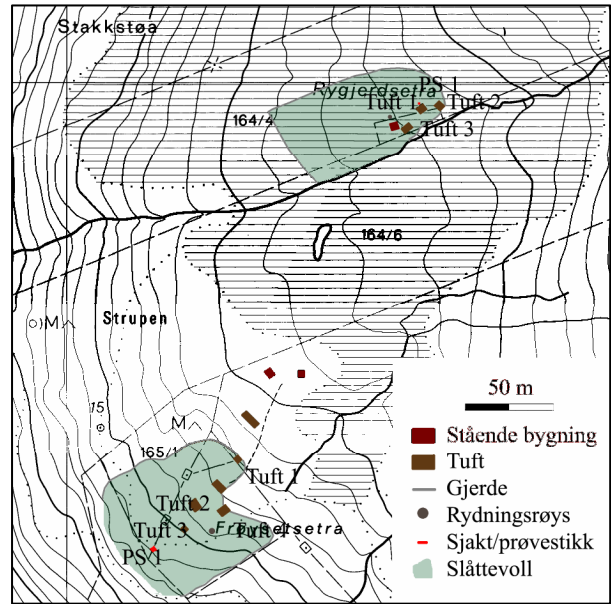 Stakkstøa
Rygjerdsetra
PS 1
Tuft 1
Tuft 2
164/4
Tuft 3
164/6
Strupen
M
15
M
165/1
Tuft 1
Tuft 2
Tuft 3
Frøysetsetra
Tuft 4
PS 1
50 m
Stående bygning
Tuft
Gjerde
Rydningsrøys
Sjakt/prøvestikk
Slåttevoll